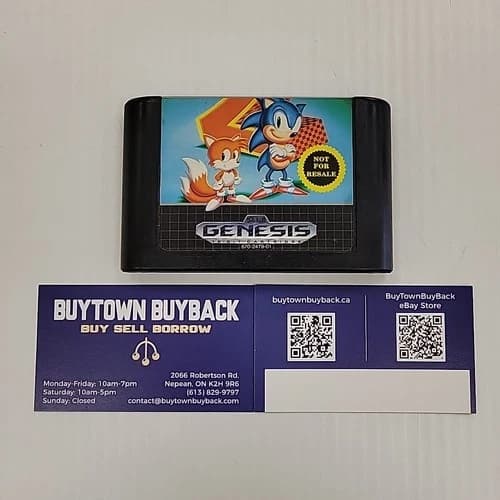 NOT
FOR
RESALE
GENESIS
670-2479-01
BUYTOWN BUYBACK
BUY SELL BORROW
Monday-Friday: 10am-7pm
Saturday: 10am-5pm
Sunday: Closed
2066 Robertson Rd.
Nepean, ON K2H 9R6
(613) 829-9797
contact@buytownbuyback.com
buytownbuyback.ca
BuyTownBuyBack
eBay Store